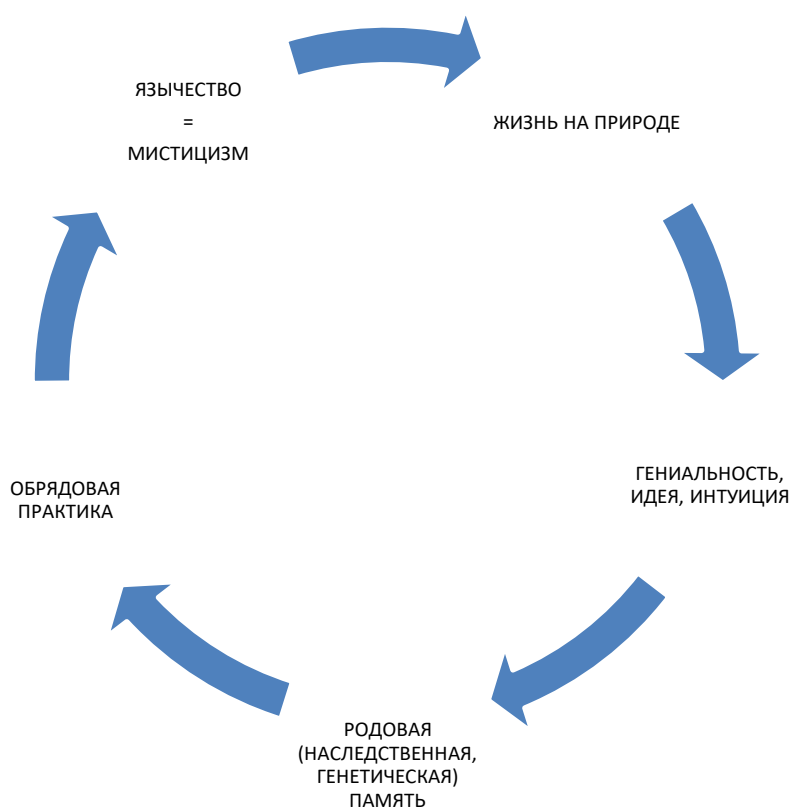 ЯЗЫЧЕСТВО
=
МИСТИЦИЗМ
ЖИЗНЬ НА ПРИРОДЕ
ГЕНИАЛЬНОСТЬ,
ИДЕЯ, ИНТУИЦИЯ
РОДОВАЯ
(НАСЛЕДСТВЕННАЯ,
ГЕНЕТИЧЕСКАЯ)
ПАМЯТЬ
ОБРЯДОВАЯ
ПРАКТИКА